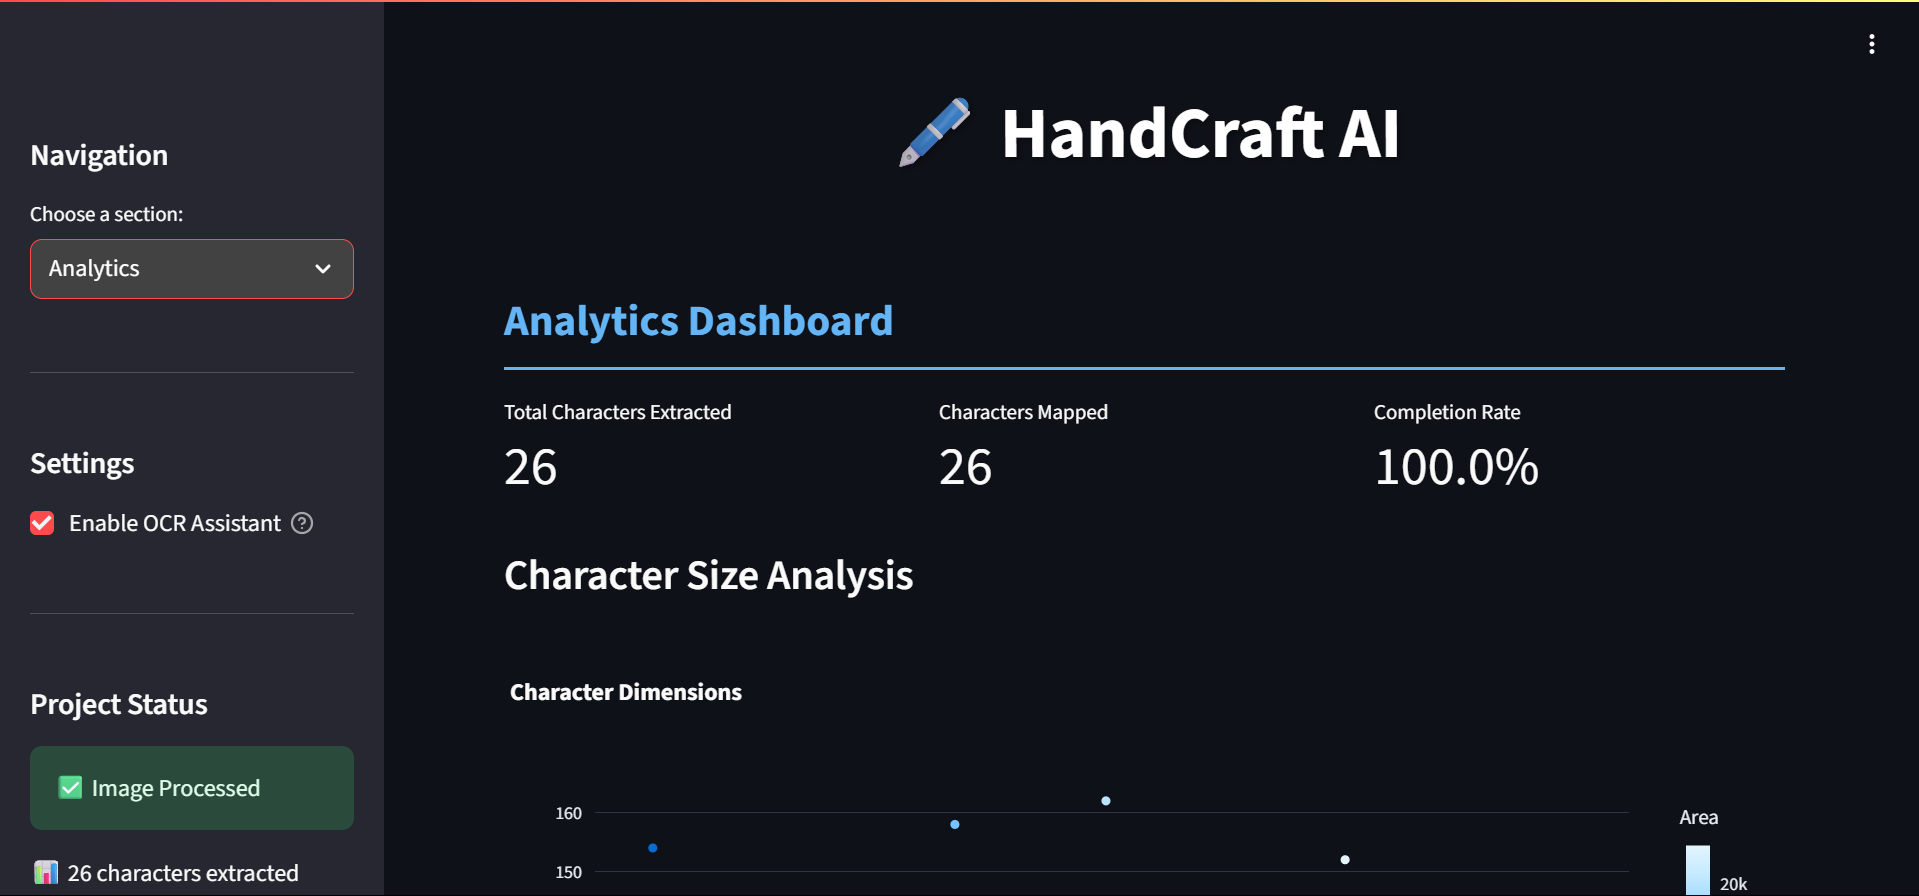 Navigation
Choose a section:
Analytics
Settings
Enable OCR Assistant
Project Status
Image Processed
26 characters extracted
HandCraft AI
Analytics Dashboard
Total Characters Extracted
26
Characters Mapped
26
Completion Rate
100.0%
Character Size Analysis
Character Dimensions
160
150
Area
20k